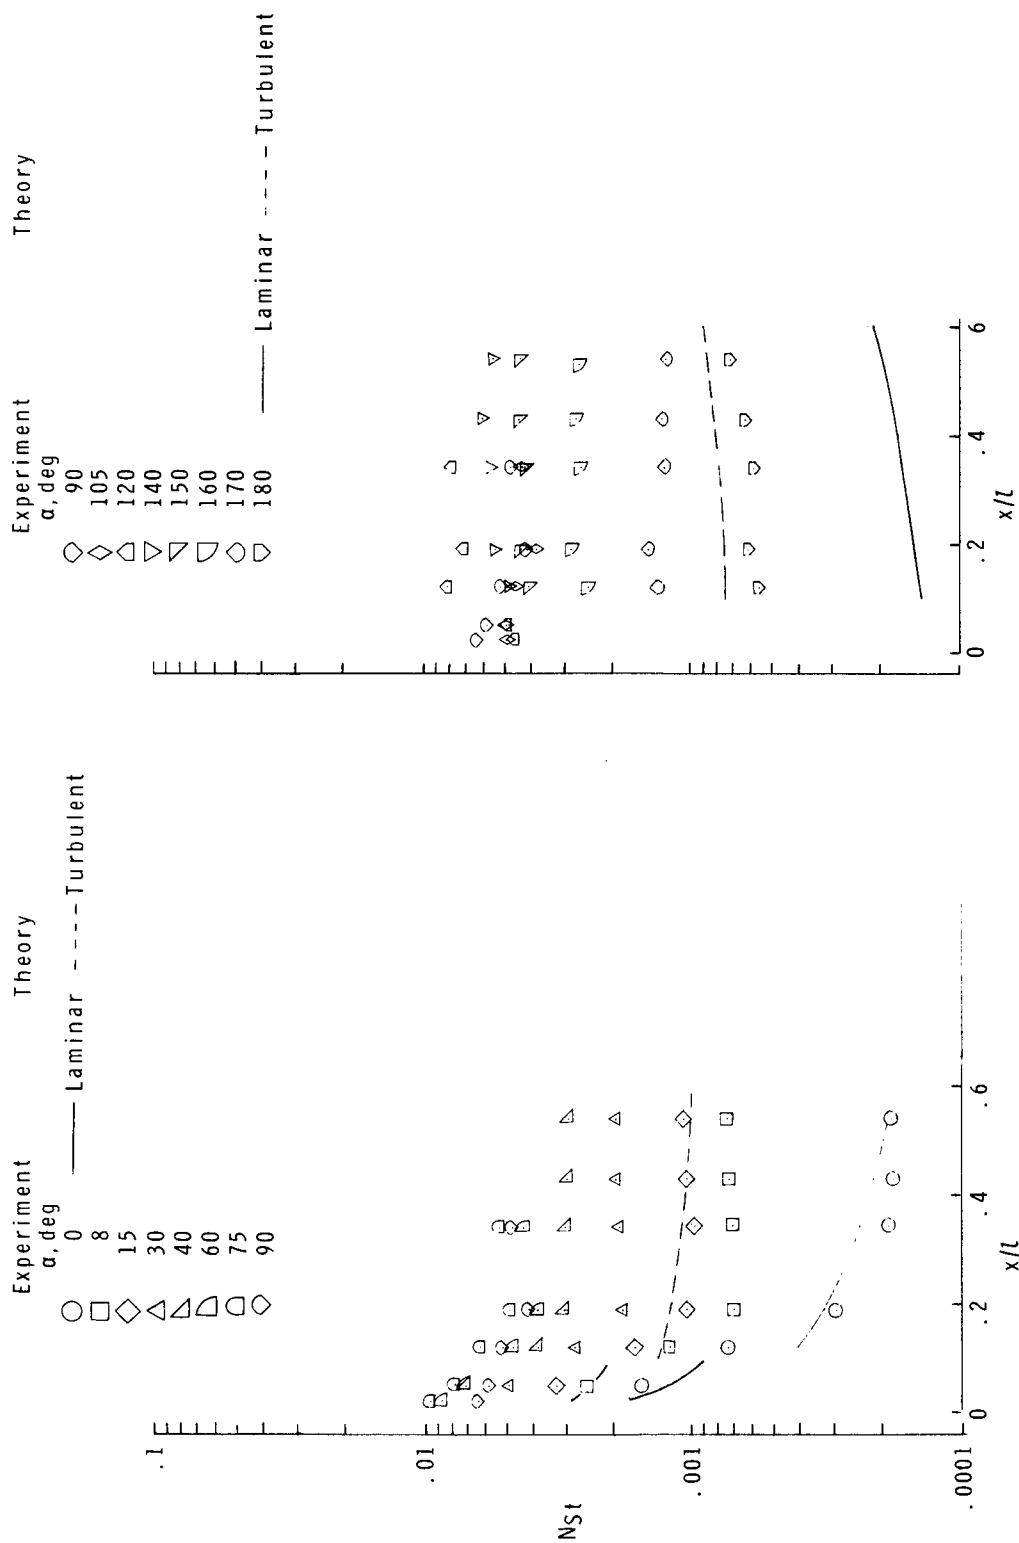 Experiment
α, deg
0
8
15
30
40
60
75
90
Theory
Laminar
Turbulent
.1
.01
.001
.0001
NSt
0
.2
.4
.6
x/l
Experiment
α, deg
90
105
120
140
150
160
170
180
Theory
Laminar
Turbulent
0
.2
.4
6
x/l